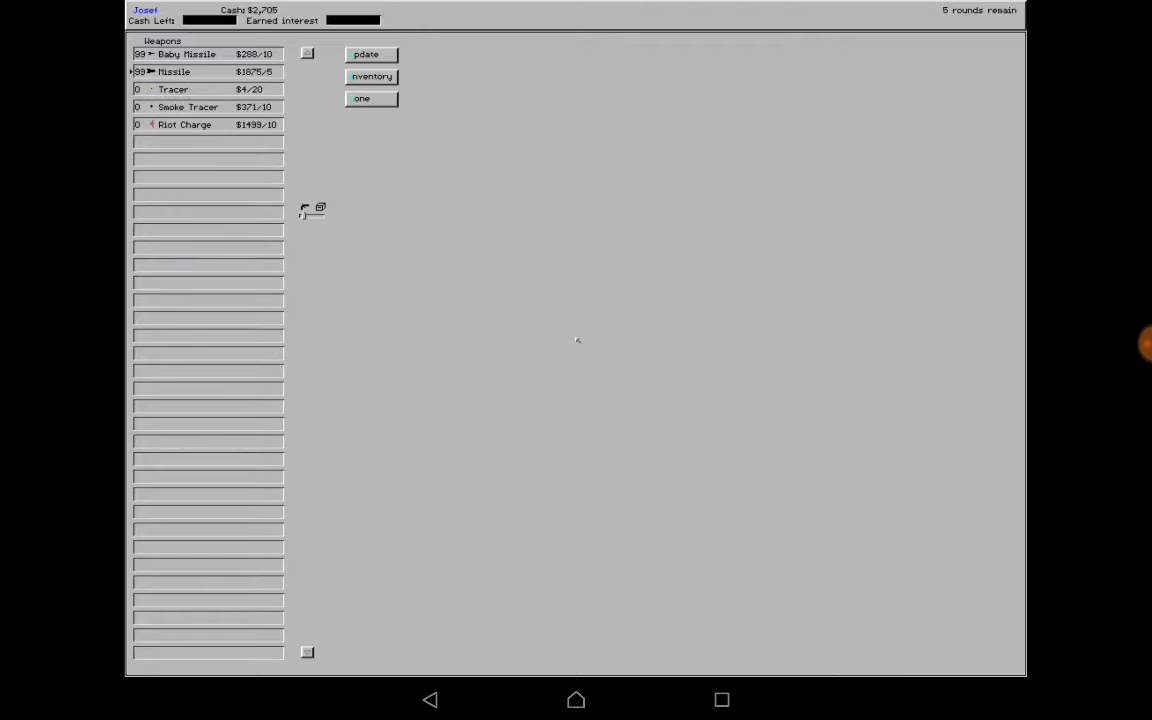 Josef Cash: $2,705 5 rounds remain
Cash Left: Earned interest
Weapons
99 Baby Missile $288/10
99 Missile $1875/5
0 Tracer $4/20
0 Smoke Tracer $371/10
0 Riot Charge $1499/10
pdate
nventory
one